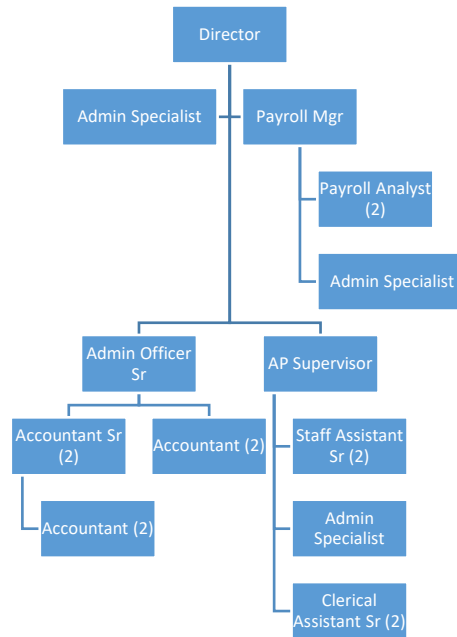 Director
Admin Specialist
Payroll Mgr
Payroll Analyst
(2)
Admin Specialist
Admin Officer
Sr
AP Supervisor
Accountant Sr
(2)
Accountant (2)
Staff Assistant
Sr (2)
Accountant (2)
Admin
Specialist
Clerical
Assistant Sr (2)